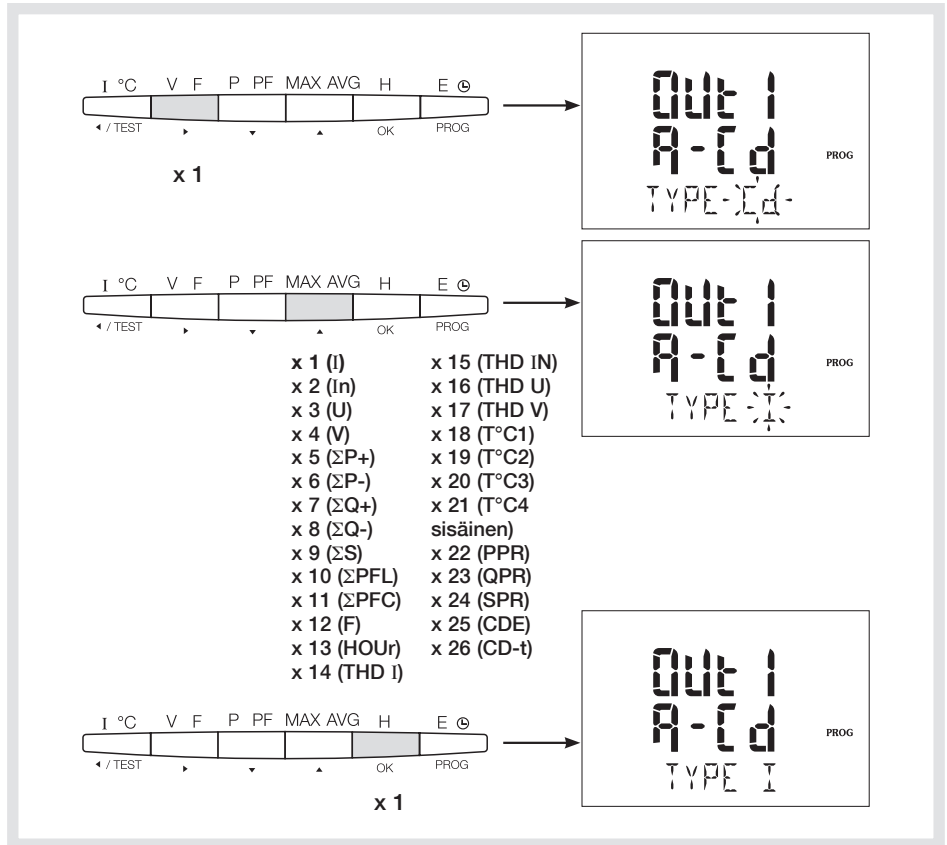 I °C V F P PF MAX AVG H E
/ TEST OK PROG
x 1
OUt 1
A-Cd
PROG
TYPE-Cd-
I °C V F P PF MAX AVG H E
/ TEST OK PROG
OUt 1
A-Cd
PROG
TYPE-I-
x 1 (I)
x 2 (In)
x 3 (U)
x 4 (V)
x 5 (ΣP+)
x 6 (ΣP-)
x 7 (ΣQ+)
x 8 (ΣQ-)
x 9 (ΣS)
x 10 (ΣPFL)
x 11 (ΣPFC)
x 12 (F)
x 13 (HOUr)
x 14 (THD I)
x 15 (THD IN)
x 16 (THD U)
x 17 (THD V)
x 18 (T°C1)
x 19 (T°C2)
x 20 (T°C3)
x 21 (T°C4
sisäinen)
x 22 (PPR)
x 23 (QPR)
x 24 (SPR)
x 25 (CDE)
x 26 (CD-t)
I °C V F P PF MAX AVG H E
/ TEST OK PROG
x 1
OUt 1
A-Cd
PROG
TYPE I